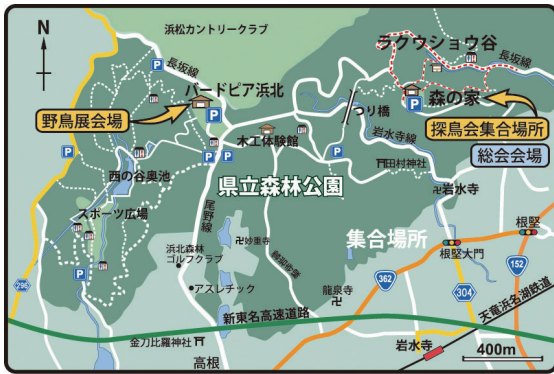 浜松カントリークラブ
N
長坂線
ラクウショウ谷
長坂線
バードピア浜北
野鳥展会場
つり橋
森の家
探鳥会集合場所
木工体験館
岩水寺線
総会会場
田村神社
西の谷奥池
県立森林公園
岩水寺
スポーツ広場
尾野線
妙重寺
集合場所
根堅
浜北森林
ゴルフクラブ
根堅大門
362
152
296
アスレチック
龍泉寺
304
天竜浜名湖鉄道
新東名高速道路
金刀比羅神社
岩水寺
高根
400m